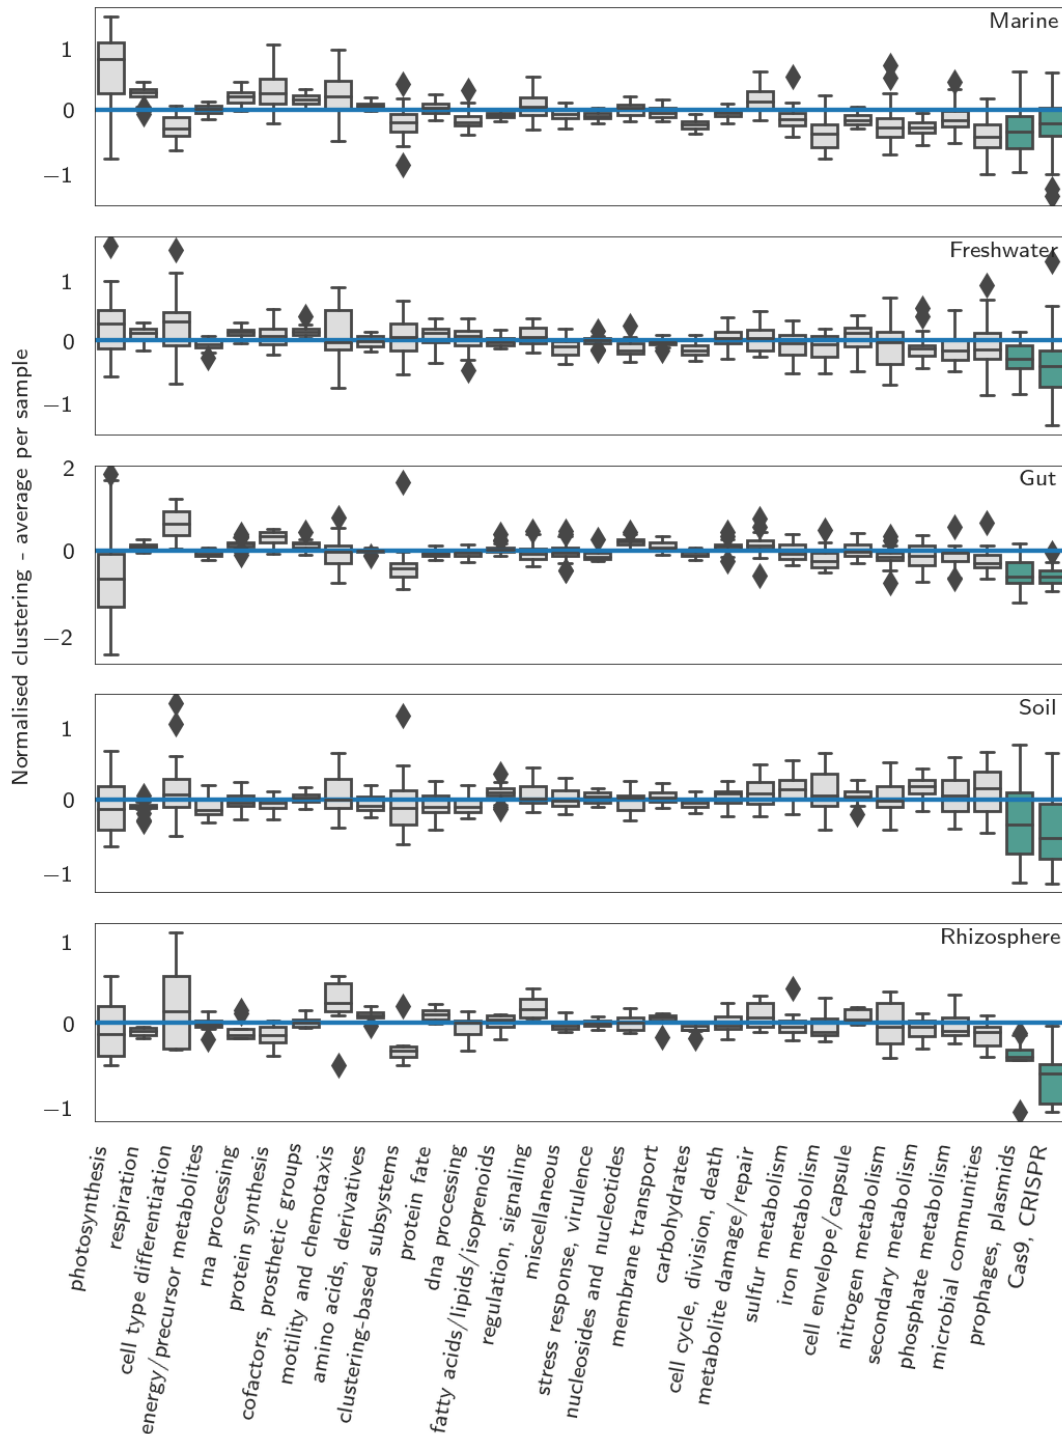 Marine
1
0
−1
Freshwater
1
0
−1
Gut
2
0
−2
Soil
1
0
−1
Rhizosphere
1
0
−1
Normalised clustering - average per sample
photosynthesis
respiration
cell type differentiation
energy/precursor metabolites
rna processing
protein synthesis
cofactors, prosthetic groups
motility and chemotaxis
amino acids, derivatives
clustering-based subsystems
protein fate
dna processing
fatty acids/lipids/isoprenoids
regulation, signaling
miscellaneous
stress response, virulence
nucleosides and nucleotides
membrane transport
carbohydrates
cell cycle, division, death
metabolite damage/repair
sulfur metabolism
iron metabolism
cell envelope/capsule
nitrogen metabolism
secondary metabolism
phosphate metabolism
microbial communities
prophages, plasmids
Cas9, CRISPR